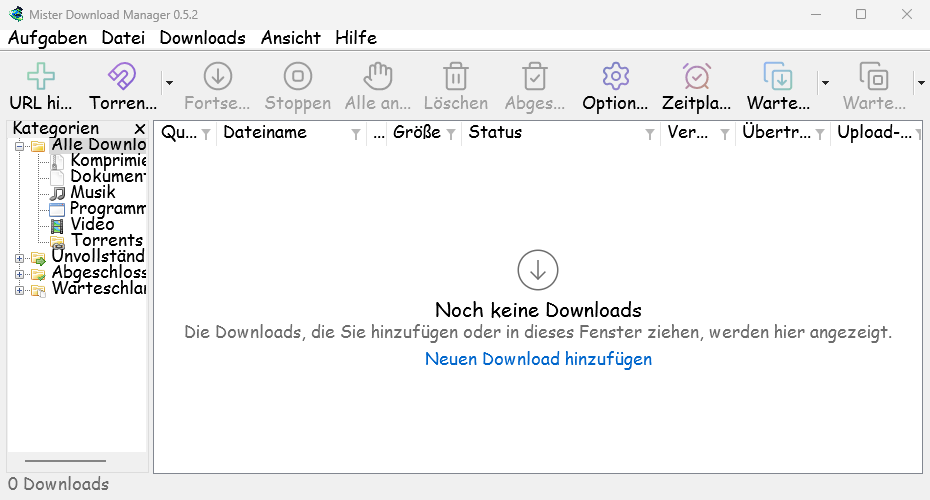 Mister Download Manager 0.5.2
Aufgaben Datei Downloads Ansicht Hilfe
URL hi... Torren... Fortse... Stoppen Alle an... Löschen Abges... Option... Zeitpla... Warte... Warte...
Kategorien
Qu... Dateiname ... Größe Status Ver... Übertr... Upload-...
Alle Downlo
Komprimie
Dokument
Musik
Programm
Video
Torrents
Unvollständ
Abgeschloss
Warteschlan
Noch keine Downloads
Die Downloads, die Sie hinzufügen oder in dieses Fenster ziehen, werden hier angezeigt.
Neuen Download hinzufügen
0 Downloads